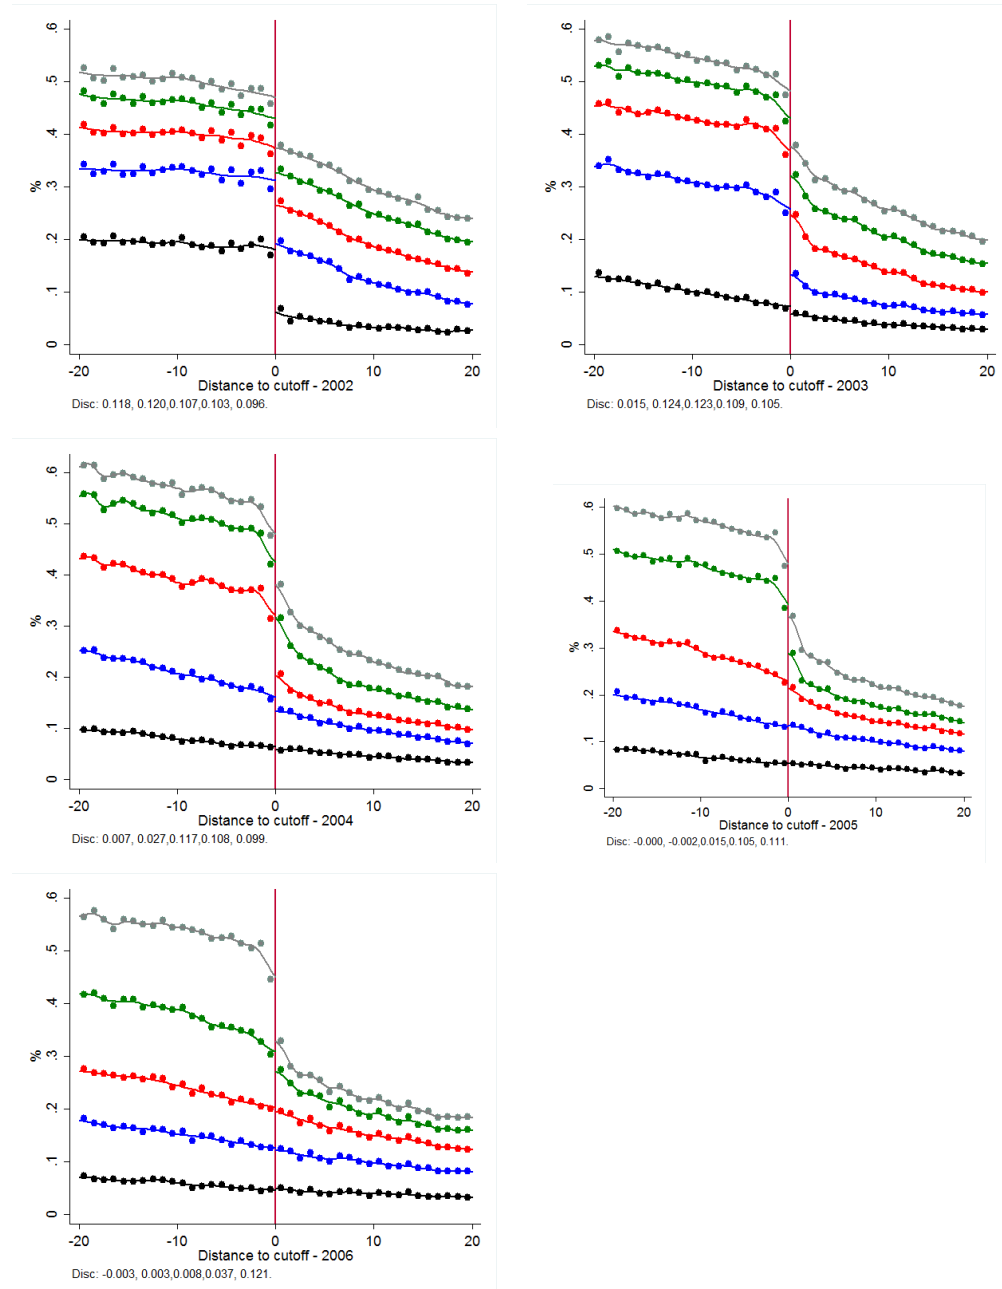 %
.6
.5
.4
.3
.2
.1
0
-20 -10 0 10 20
Distance to cutoff - 2002
Disc: 0.118, 0.120,0.107,0.103, 0.096.
%
.6
.5
.4
.3
.2
.1
0
-20 -10 0 10 20
Distance to cutoff - 2003
Disc: 0.015, 0.124,0.123,0.109, 0.105.
%
.6
.5
.4
.3
.2
.1
0
-20 -10 0 10 20
Distance to cutoff - 2004
Disc: 0.007, 0.027,0.117,0.108, 0.099.
%
.6
.5
.4
.3
.2
.1
0
-20 -10 0 10 20
Distance to cutoff - 2005
Disc: -0.000, -0.002,0.015,0.105, 0.111.
%
.6
.5
.4
.3
.2
.1
0
-20 -10 0 10 20
Distance to cutoff - 2006
Disc: -0.003, 0.003,0.008,0.037, 0.121.